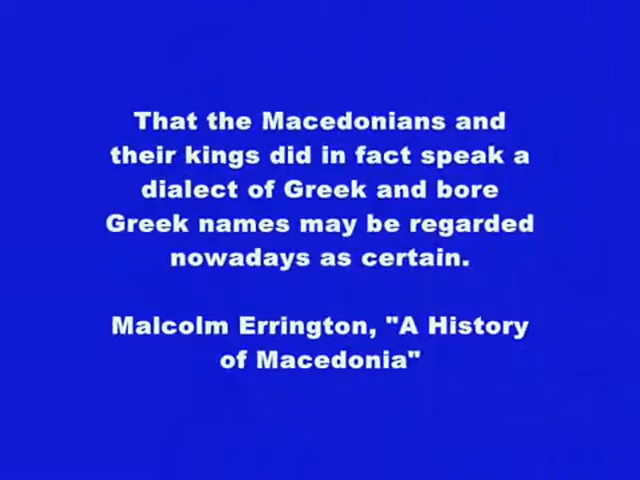 That the Macedonians and
their kings did in fact speak a
dialect of Greek and bore
Greek names may be regarded
nowadays as certain.
Malcolm Errington, "A History
of Macedonia"